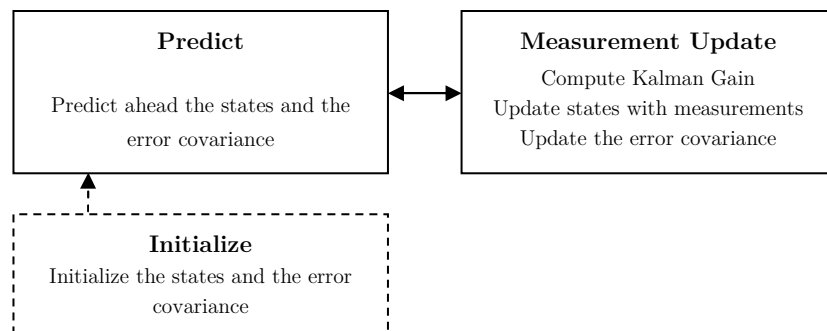 Predict
Predict ahead the states and the
error covariance
Measurement Update
Compute Kalman Gain
Update states with measurements
Update the error covariance
Initialize
Initialize the states and the error
covariance